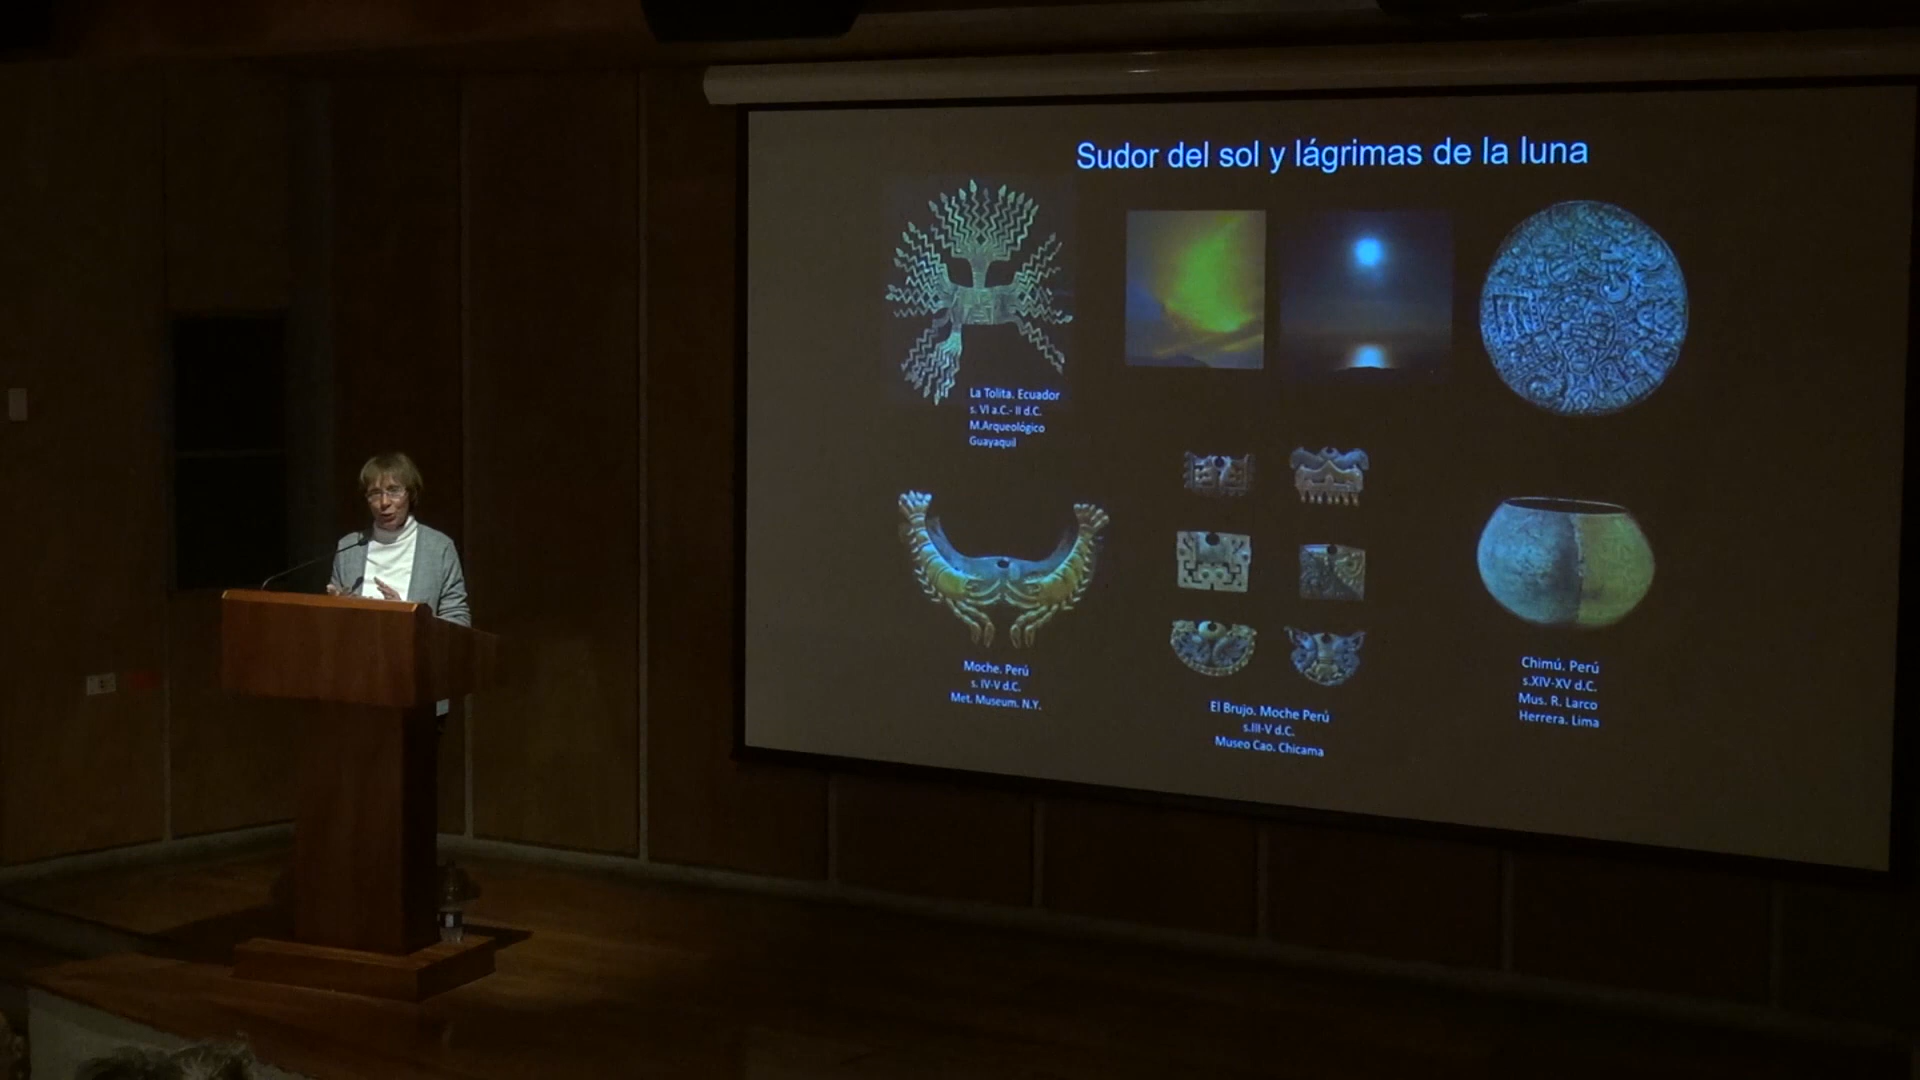 Sudor del sol y lágrimas de la luna
La Tolita. Ecuador
s. VI a.C.- II d.C.
M.Arqueológico
Guayaquil
Moche. Perú
s. IV-V d.C.
Met. Museum. N.Y.
El Brujo. Moche Perú
s.III-V d.C.
Museo Cao. Chicama
Chimú. Perú
s.XIV-XV d.C.
Mus. R. Larco
Herrera. Lima